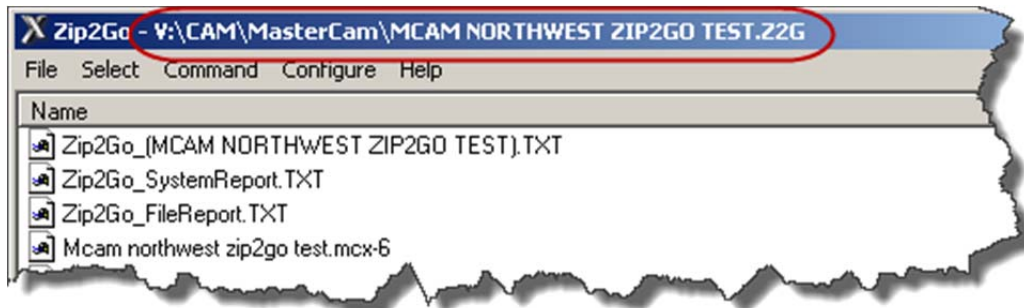 Zip2Go - V:\CAM\MasterCam\MCAM NORTHWEST ZIP2GO TEST.Z2G
File Select Command Configure Help
Name
Zip2Go_(MCAM NORTHWEST ZIP2GO TEST).TXT
Zip2Go_SystemReport.TXT
Zip2Go_FileReport.TXT
Mcam northwest zip2go test.mcx-6